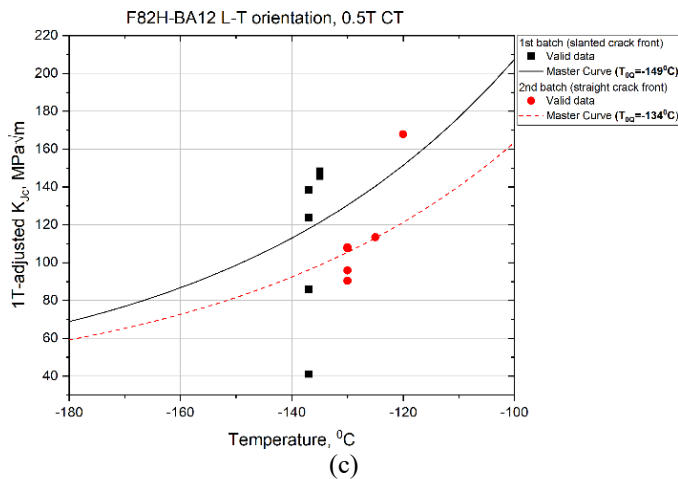 F82H-BA12 L-T orientation, 0.5T CT
1st batch (slanted crack front)
Valid data
Master Curve (T0Q=-149⁰C)
2nd batch (straight crack front)
Valid data
Master Curve (T0Q=-134⁰C)
1T-adjusted KJc, MPa√m
220
200
180
160
140
120
100
80
60
40
-180
-160
-140
-120
-100
Temperature, ⁰C
(c)